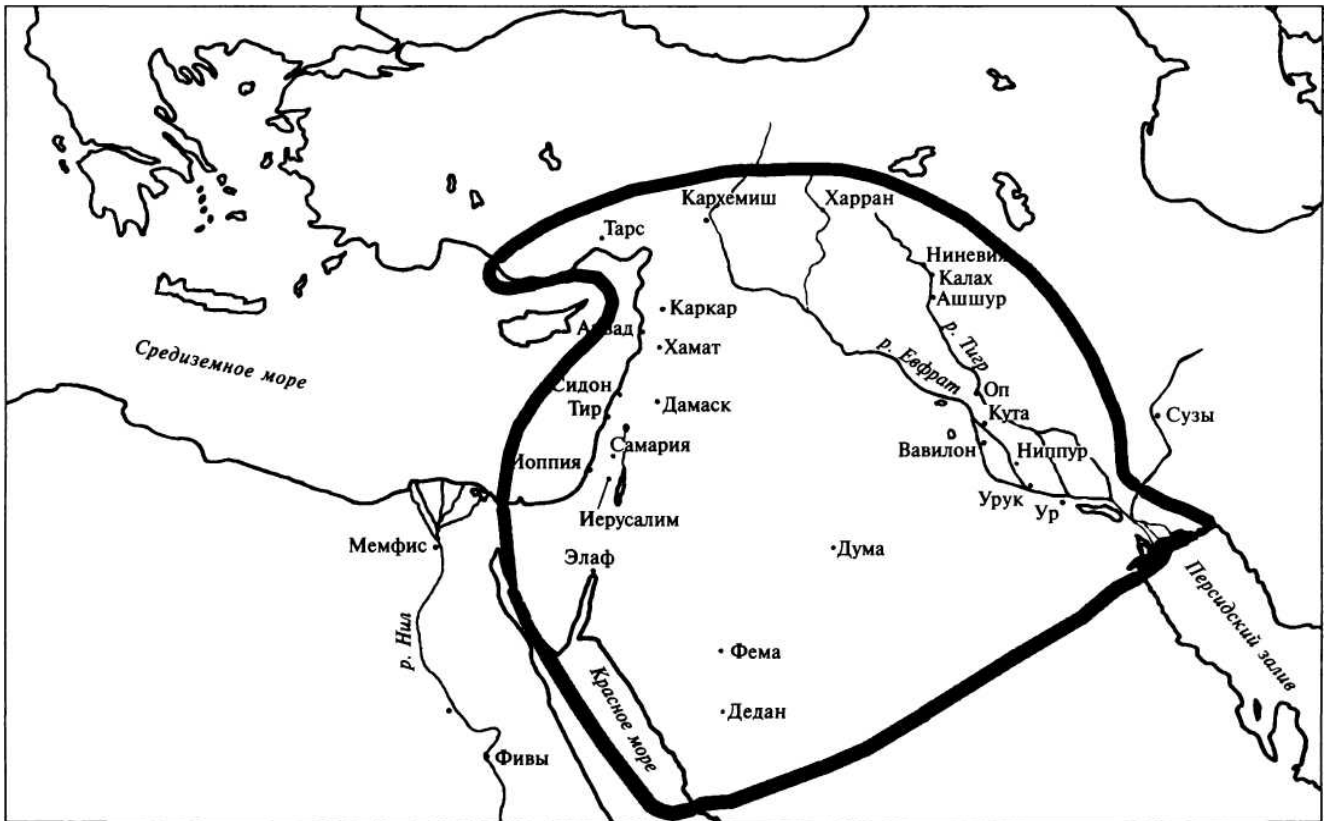 Кархемиш
Харран
Тарс
Ниневия
Калах
Ашшур
Каркар
Арвад
Хамат
р. Тигр
р. Евфрат
Средиземное море
Сидон
Оп
Тир
Дамаск
Кута
Сузы
Самария
Вавилон
Ниппур
Иоппия
Урук
Ур
Иерусалим
Мемфис
Элаф
Дума
Персидский залив
р. Нил
Фема
Красное море
Дедан
Фивы